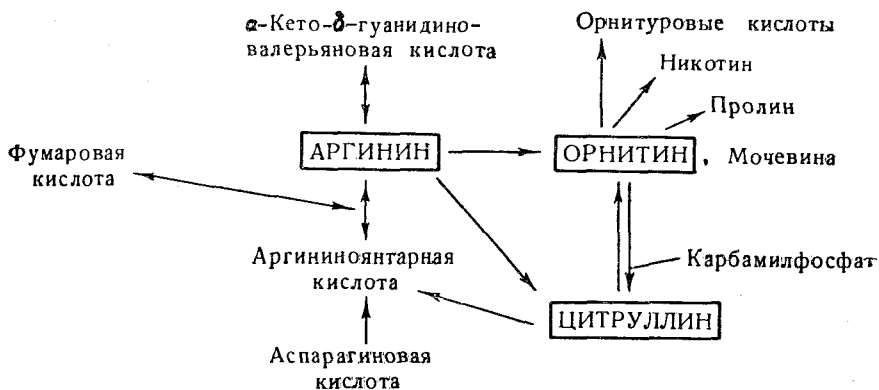 α-Кето-δ-гуанидино-
валерьяновая кислота
Орнитуровые кислоты
Никотин
Пролин
Фумаровая
кислота
АРГИНИН
ОРНИТИН, Мочевина
Аргининоянтарная
кислота
Карбамилфосфат
ЦИТРУЛЛИН
Аспарагиновая
кислота